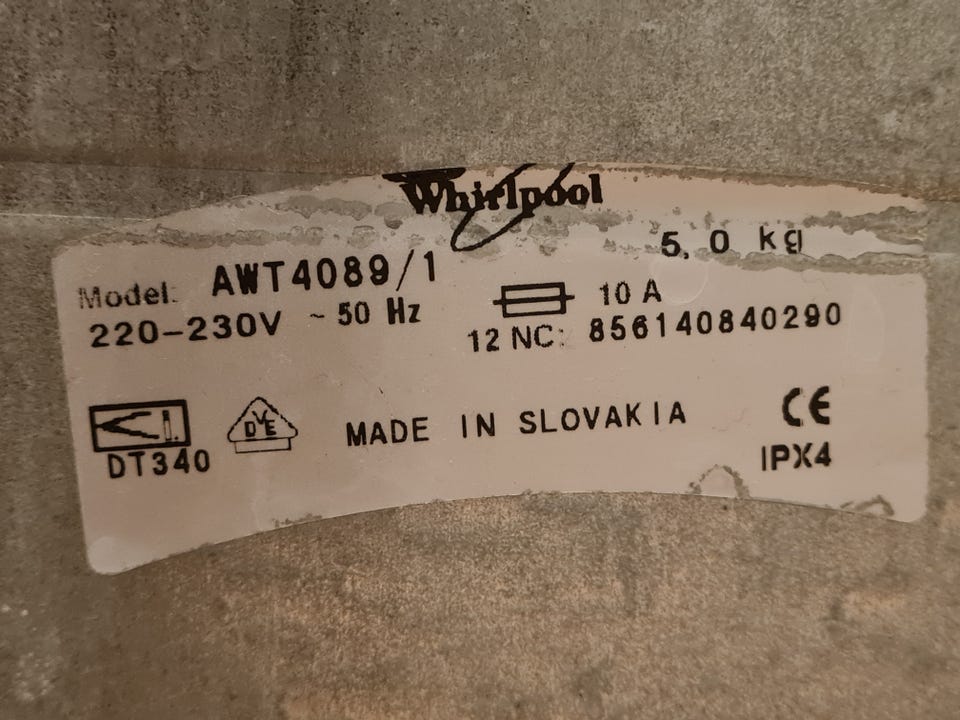 Whirlpool
5,0 kg
Model: AWT4089/1
10 A
220-230V ~ 50 Hz
12 NC: 856140840290
DVE
MADE IN SLOVAKIA
CE
DT340
IPX4